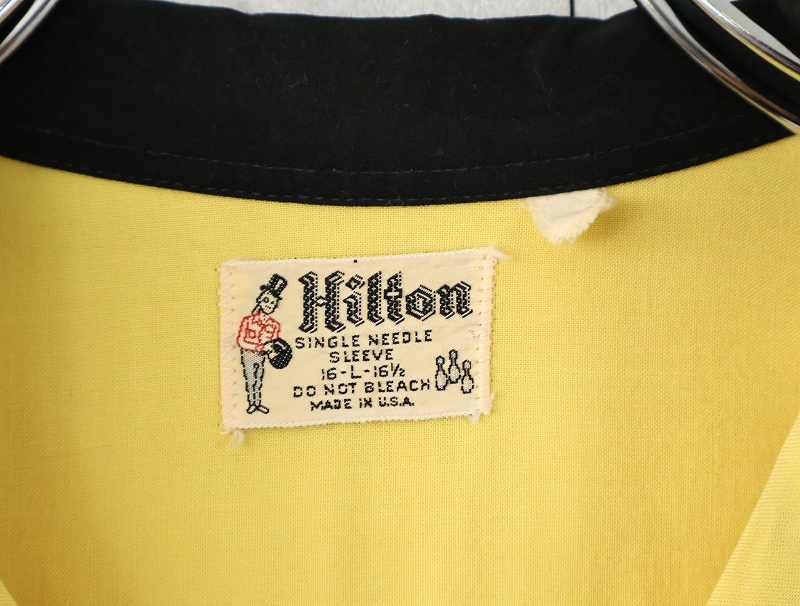 Hilton
SINGLE NEEDLE
SLEEVE
16-L-16½
DO NOT BLEACH
MADE IN U.S.A.